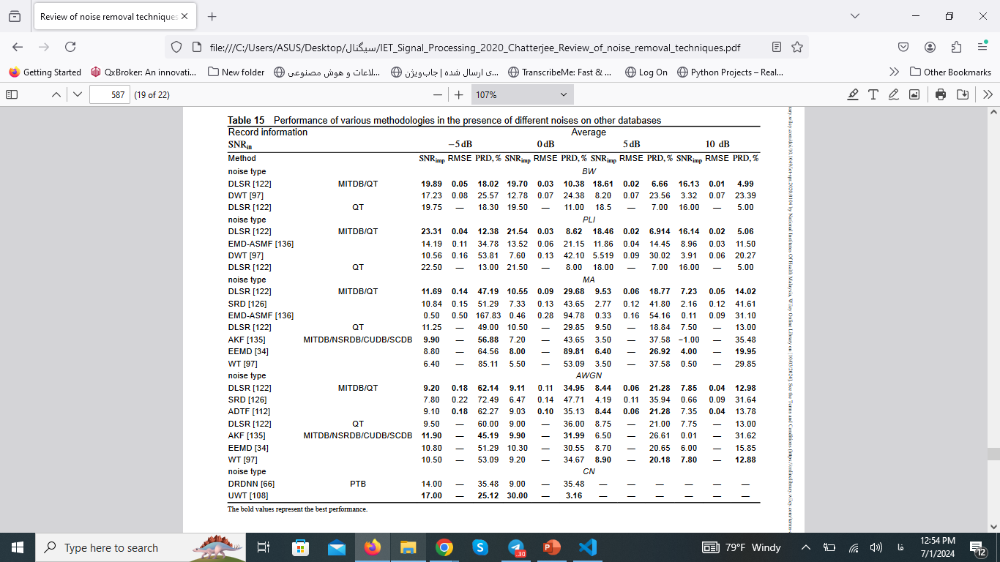 Review of noise removal techniques
file:///C:/Users/ASUS/Desktop/سیگنال/IET_Signal_Processing_2020_Chatterjee_Review_of_noise_removal_techniques.pdf
Getting Started QxBroker: An innovati... New folder ...لاعات و هوش مصنوعی ...ی ارسال شده | جاب‌ویژن TranscribeMe: Fast & ... Log On Python Projects – Real... Other Bookmarks
587 (19 of 22) 107%
Table 15 Performance of various methodologies in the presence of different noises on other databases
Record information Average
SNRin −5 dB 0 dB 5 dB 10 dB
Method SNRimp RMSE PRD, % SNRimp RMSE PRD, % SNRimp RMSE PRD, % SNRimp RMSE PRD, %
noise type BW
DLSR [122] MITDB/QT 19.89 0.05 18.02 19.70 0.03 10.38 18.61 0.02 6.66 16.13 0.01 4.99
DWT [97] 17.23 0.08 25.57 12.78 0.07 24.38 8.20 0.07 23.56 3.32 0.07 23.39
DLSR [122] QT 19.75 — 18.30 19.50 — 11.00 18.5 — 7.00 16.00 — 5.00
noise type PLI
DLSR [122] MITDB/QT 23.31 0.04 12.38 21.54 0.03 8.62 18.46 0.02 6.914 16.14 0.02 5.06
EMD-ASMF [136] 14.19 0.11 34.78 13.52 0.06 21.15 11.86 0.04 14.45 8.96 0.03 11.50
DWT [97] 10.56 0.16 53.81 7.60 0.13 42.10 5.519 0.09 30.02 3.91 0.06 20.27
DLSR [122] QT 22.50 — 13.00 21.50 — 8.00 18.00 — 7.00 16.00 — 5.00
noise type MA
DLSR [122] MITDB/QT 11.69 0.14 47.19 10.55 0.09 29.68 9.53 0.06 18.77 7.23 0.05 14.02
SRD [126] 10.84 0.15 51.29 7.33 0.13 43.65 2.77 0.12 41.80 2.16 0.12 41.61
EMD-ASMF [136] 0.50 0.50 167.83 0.46 0.28 94.78 0.33 0.16 54.16 0.11 0.09 31.10
DLSR [122] QT 11.25 — 49.00 10.50 — 29.85 9.50 — 18.84 7.50 — 13.00
AKF [135] MITDB/NSRDB/CUDB/SCDB 9.90 — 56.88 7.20 — 43.65 3.50 — 37.58 −1.00 — 35.48
EEMD [34] 8.80 — 64.56 8.00 — 89.81 6.40 — 26.92 4.00 — 19.95
WT [97] 6.40 — 85.11 5.50 — 53.09 3.50 — 37.58 0.50 — 29.85
noise type AWGN
DLSR [122] MITDB/QT 9.20 0.18 62.14 9.11 0.11 34.95 8.44 0.06 21.28 7.85 0.04 12.98
SRD [126] 7.80 0.22 72.49 6.47 0.14 47.71 4.19 0.11 35.94 0.66 0.09 31.64
ADTF [112] 9.10 0.18 62.27 9.03 0.10 35.13 8.44 0.06 21.28 7.35 0.04 13.78
DLSR [122] QT 9.50 — 60.00 9.00 — 36.00 8.75 — 21.00 7.75 — 13.00
AKF [135] MITDB/NSRDB/CUDB/SCDB 11.90 — 45.19 9.90 — 31.99 6.50 — 26.61 0.01 — 31.62
EEMD [34] 10.80 — 51.29 10.30 — 30.55 8.70 — 20.65 6.00 — 15.85
WT [97] 10.50 — 53.09 9.20 — 34.67 8.90 — 20.18 7.80 — 12.88
noise type CN
DRDNN [66] PTB 14.00 — 35.48 9.00 — 35.48 — — — — — —
UWT [108] 17.00 — 25.12 30.00 — 3.16 — — — — — —
The bold values represent the best performance.
Type here to search .30 79°F Windy فا 12:54 PM
7/1/2024 12